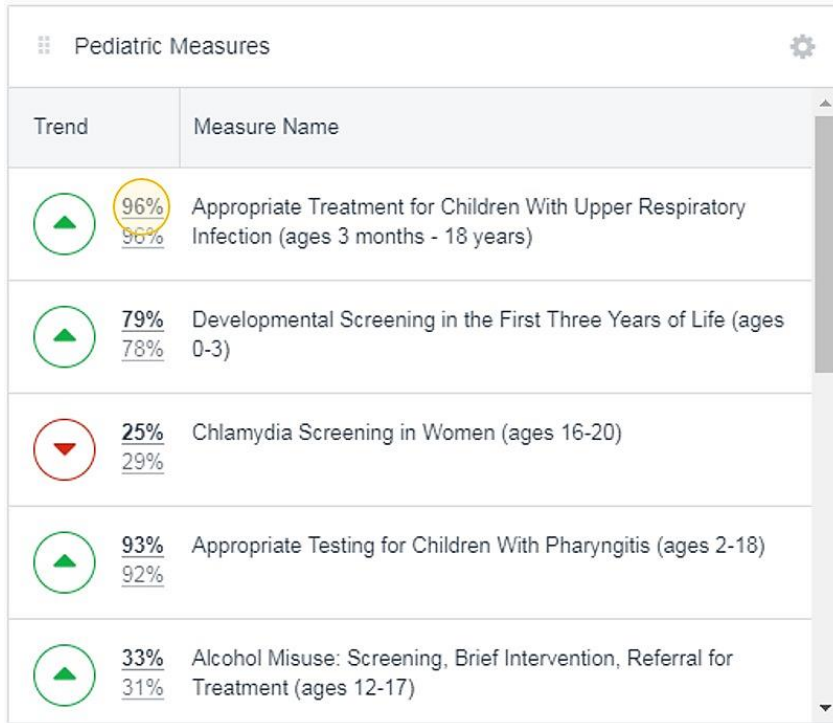 Pediatric Measures
Trend
Measure Name
96%
96%
Appropriate Treatment for Children With Upper Respiratory
Infection (ages 3 months - 18 years)
79%
78%
Developmental Screening in the First Three Years of Life (ages
0-3)
25%
29%
Chlamydia Screening in Women (ages 16-20)
93%
92%
Appropriate Testing for Children With Pharyngitis (ages 2-18)
33%
31%
Alcohol Misuse: Screening, Brief Intervention, Referral for
Treatment (ages 12-17)